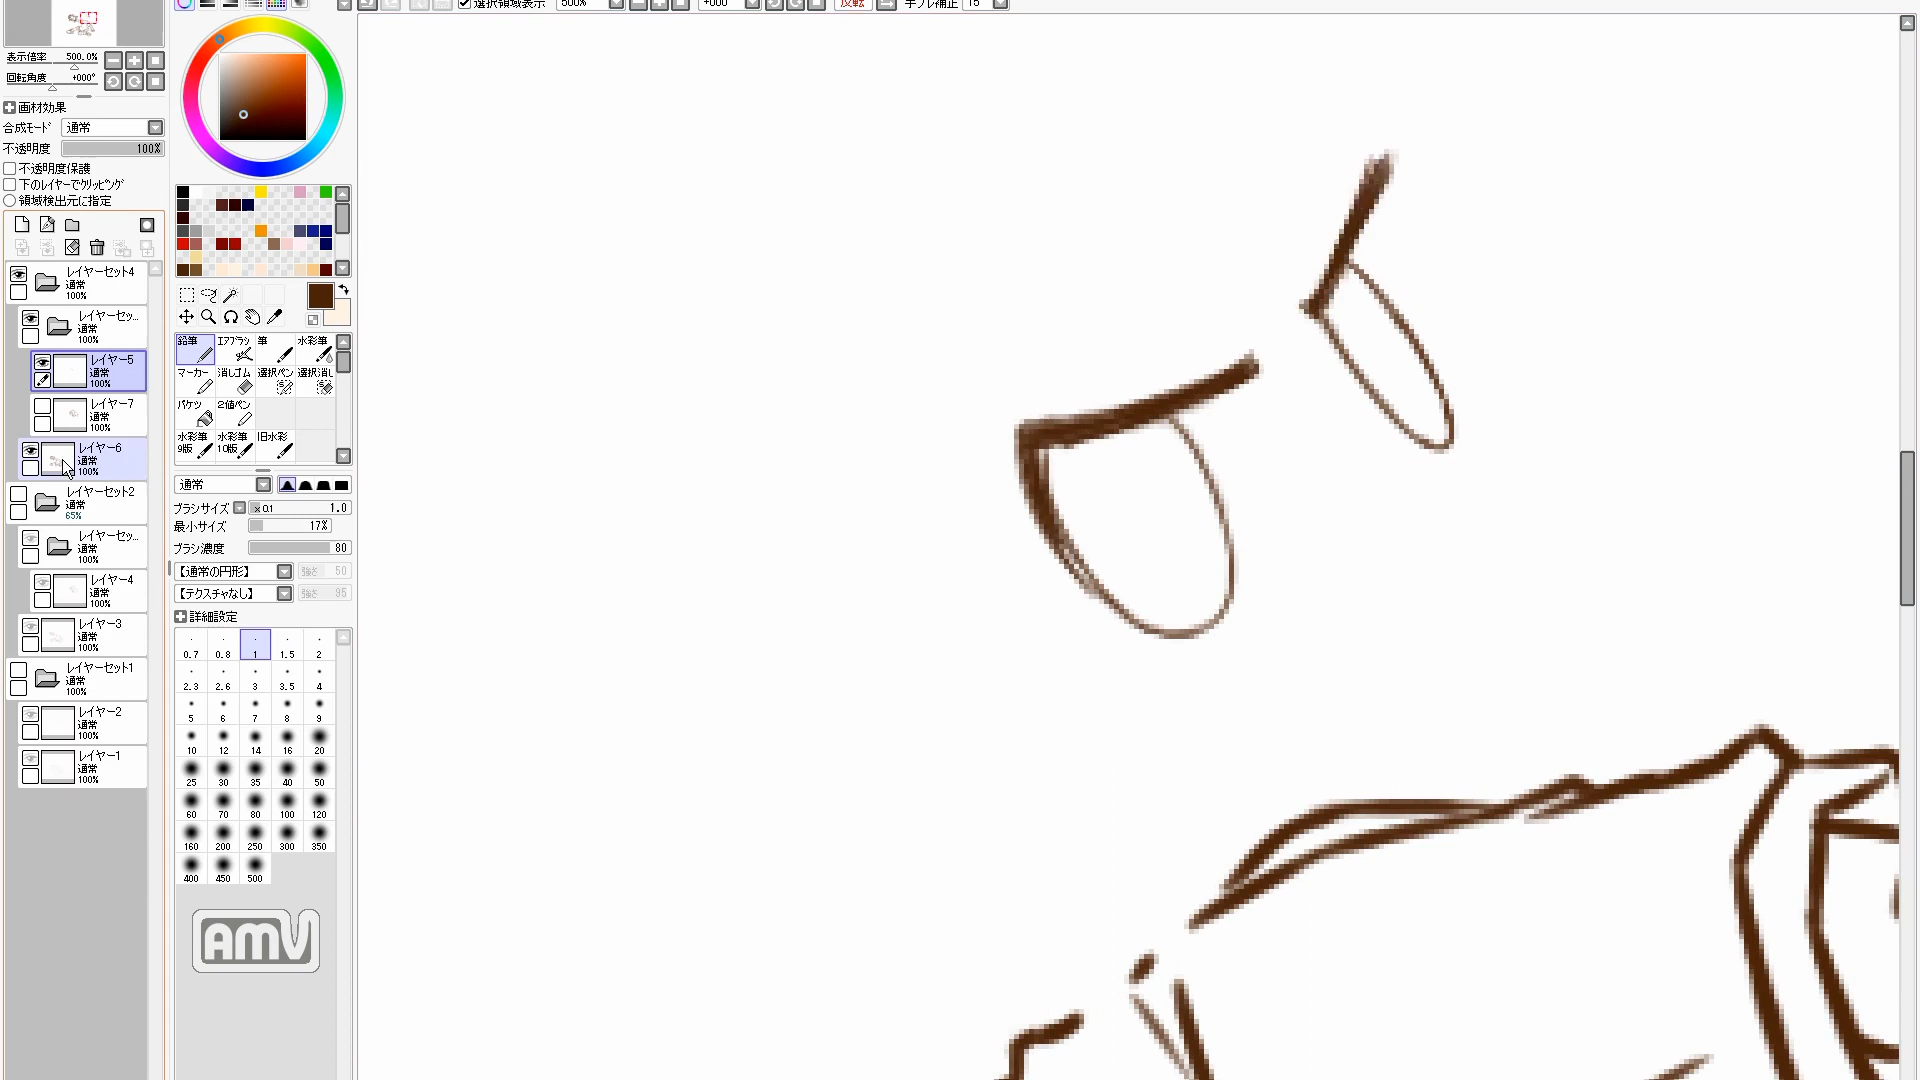 選択領域表示 500% +000 反転 手ブレ補正 15
表示倍率 500.0%
回転角度 +000°
画材効果
合成モード 通常
不透明度 100%
不透明度保護
下のレイヤーでクリッピング
領域検出元に指定
レイヤーセット4
通常
100%
レイヤーセッ...
通常
100%
レイヤー5
通常
100%
レイヤー7
通常
100%
レイヤー6
通常
100%
レイヤーセット2
通常
65%
レイヤーセッ...
通常
100%
レイヤー4
通常
100%
レイヤー3
通常
100%
レイヤーセット1
通常
100%
レイヤー2
通常
100%
レイヤー1
通常
100%
鉛筆 エアブラシ 筆 水彩筆
マーカー 消しゴム 選択ペン 選択消し
バケツ 2値ペン
水彩筆 水彩筆 旧水彩
9版 10版
通常
ブラシサイズ x0.1 1.0
最小サイズ 17%
ブラシ濃度 80
【通常の円形】 強さ 50
【テクスチャなし】 強さ 95
詳細設定
0.7 0.8 1 1.5 2
2.3 2.6 3 3.5 4
5 6 7 8 9
10 12 14 16 20
25 30 35 40 50
60 70 80 100 120
160 200 250 300 350
400 450 500
AMV